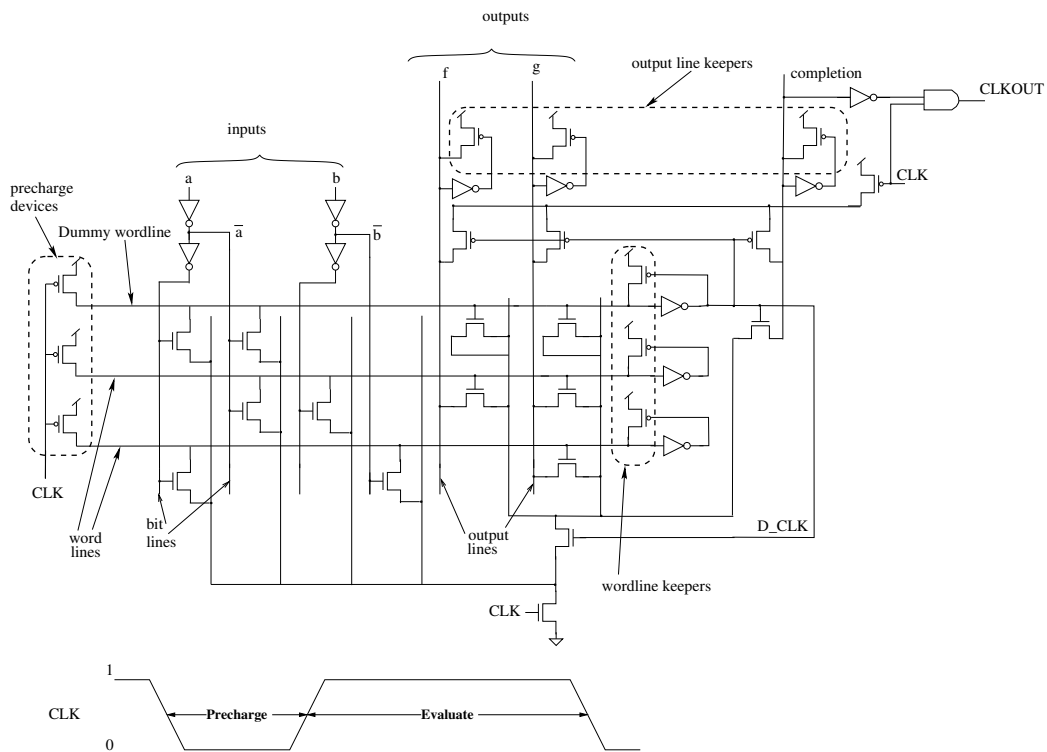 outputs
f
g
output line keepers
completion
CLKOUT
inputs
precharge
devices
a
b
CLK
Dummy wordline
a
b
CLK
word
lines
bit
lines
output
lines
D_CLK
wordline keepers
CLK
1
CLK
Precharge
Evaluate
0